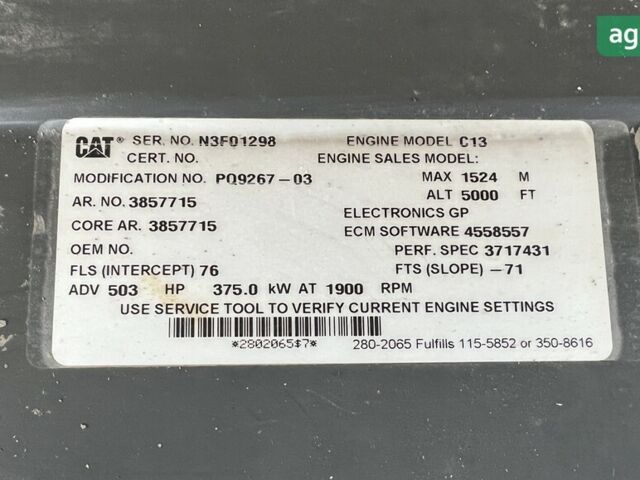 ag
CAT® SER. NO. N3F01298 ENGINE MODEL C13
CERT. NO. ENGINE SALES MODEL:
MODIFICATION NO. PQ9267-03 MAX 1524 M
AR. NO. 3857715 ALT 5000 FT
ELECTRONICS GP
CORE AR. 3857715 ECM SOFTWARE 4558557
OEM NO. PERF. SPEC 3717431
FLS (INTERCEPT) 76 FTS (SLOPE) -71
ADV 503 HP 375.0 kW AT 1900 RPM
USE SERVICE TOOL TO VERIFY CURRENT ENGINE SETTINGS
*2802065$7* 280-2065 Fulfills 115-5852 or 350-8616